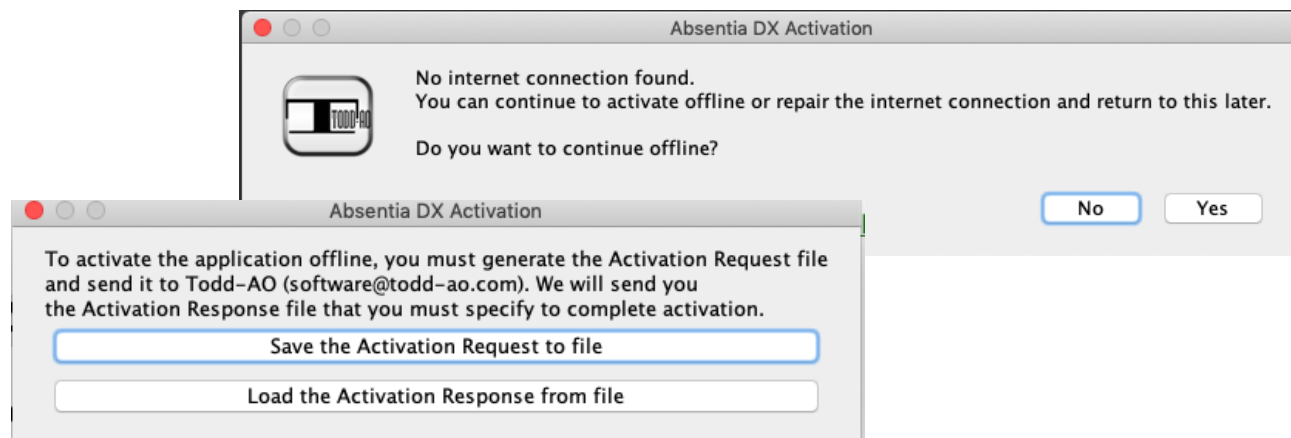 Absentia DX Activation
No internet connection found.
You can continue to activate offline or repair the internet connection and return to this later.
Do you want to continue offline?
TODD-AO
No
Yes
Absentia DX Activation
To activate the application offline, you must generate the Activation Request file
and send it to Todd-AO (software@todd-ao.com). We will send you
the Activation Response file that you must specify to complete activation.
Save the Activation Request to file
Load the Activation Response from file